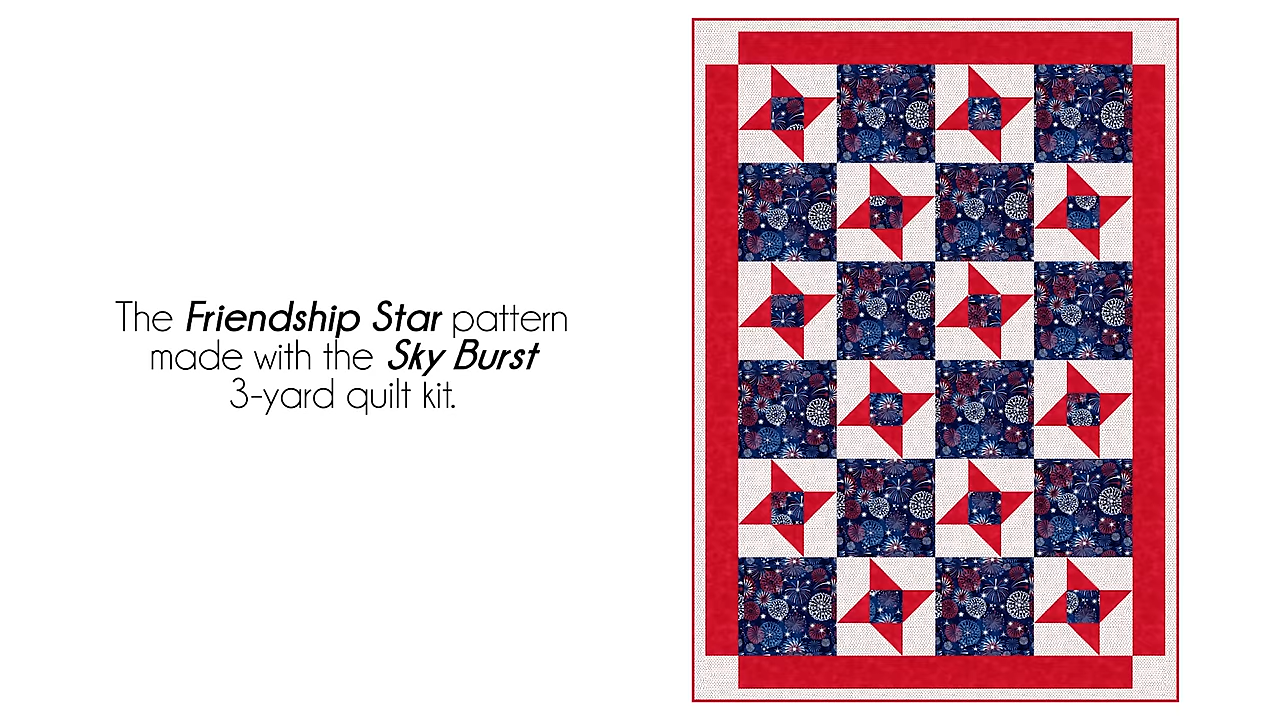 The Friendship Star pattern
made with the Sky Burst
3-yard quilt kit.